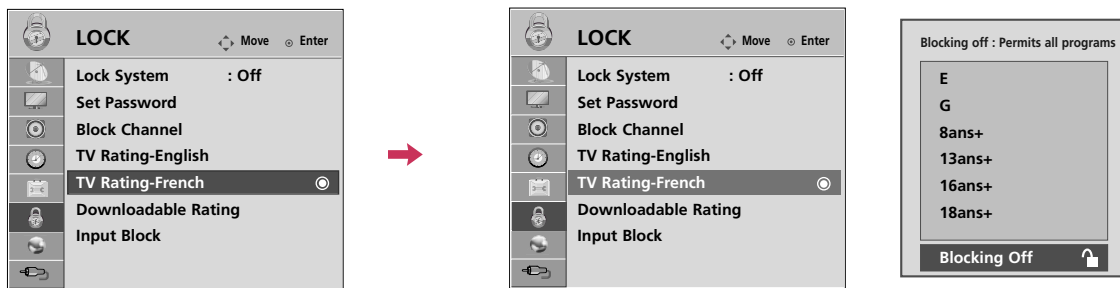 LOCK
Move
Enter
Lock System : Off
Set Password
Block Channel
TV Rating-English
TV Rating-French
Downloadable Rating
Input Block
LOCK
Move
Enter
Lock System : Off
Set Password
Block Channel
TV Rating-English
TV Rating-French
Downloadable Rating
Input Block
Blocking off : Permits all programs
E
G
8ans+
13ans+
16ans+
18ans+
Blocking Off